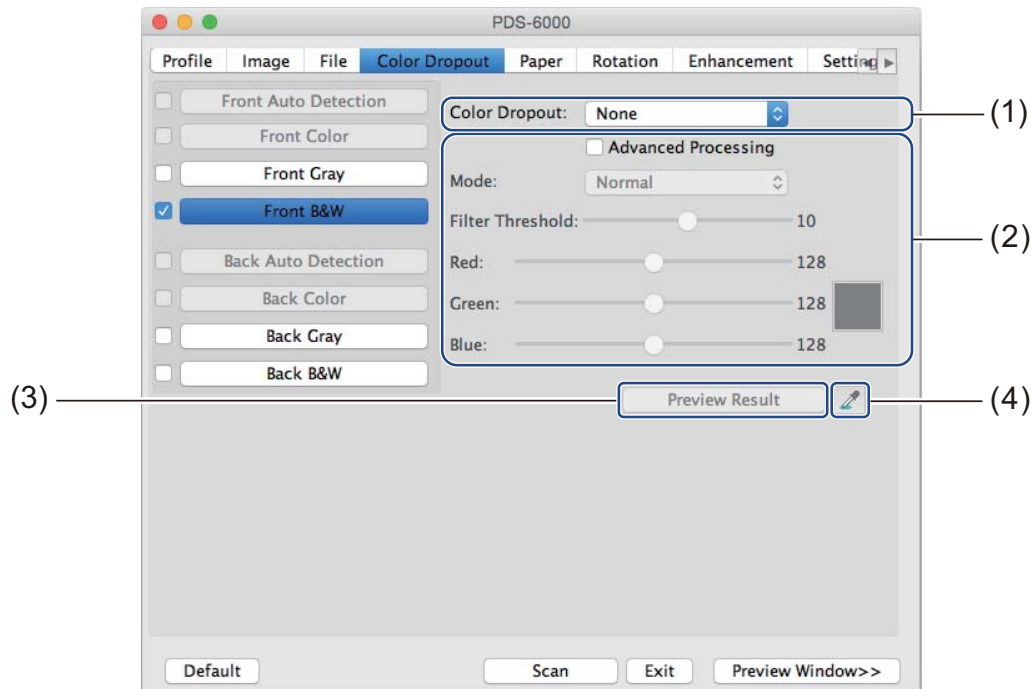 PDS-6000
Profile Image File Color Dropout Paper Rotation Enhancement Setting
Front Auto Detection
Front Color
Front Gray
Front B&W
Back Auto Detection
Back Color
Back Gray
Back B&W
Color Dropout: None
(1)
Advanced Processing
Mode: Normal
Filter Threshold: 10
(2)
Red: 128
Green: 128
Blue: 128
(3)
Preview Result
(4)
Default Scan Exit Preview Window>>